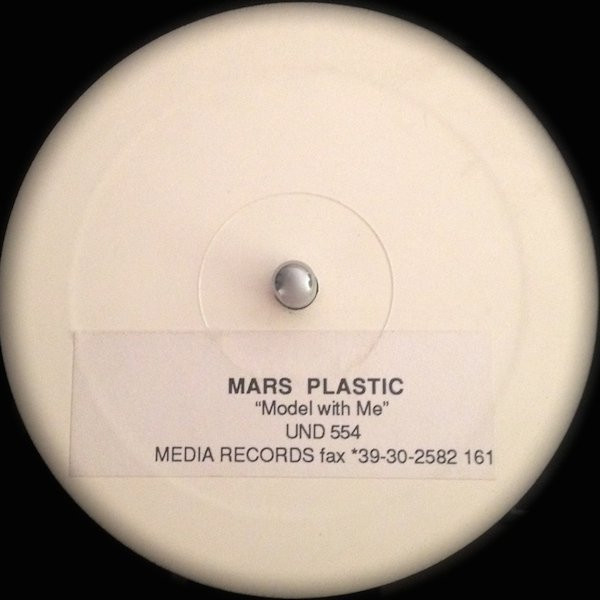 MARS PLASTIC
“Model with Me”
UND 554
MEDIA RECORDS fax *39-30-2582 161